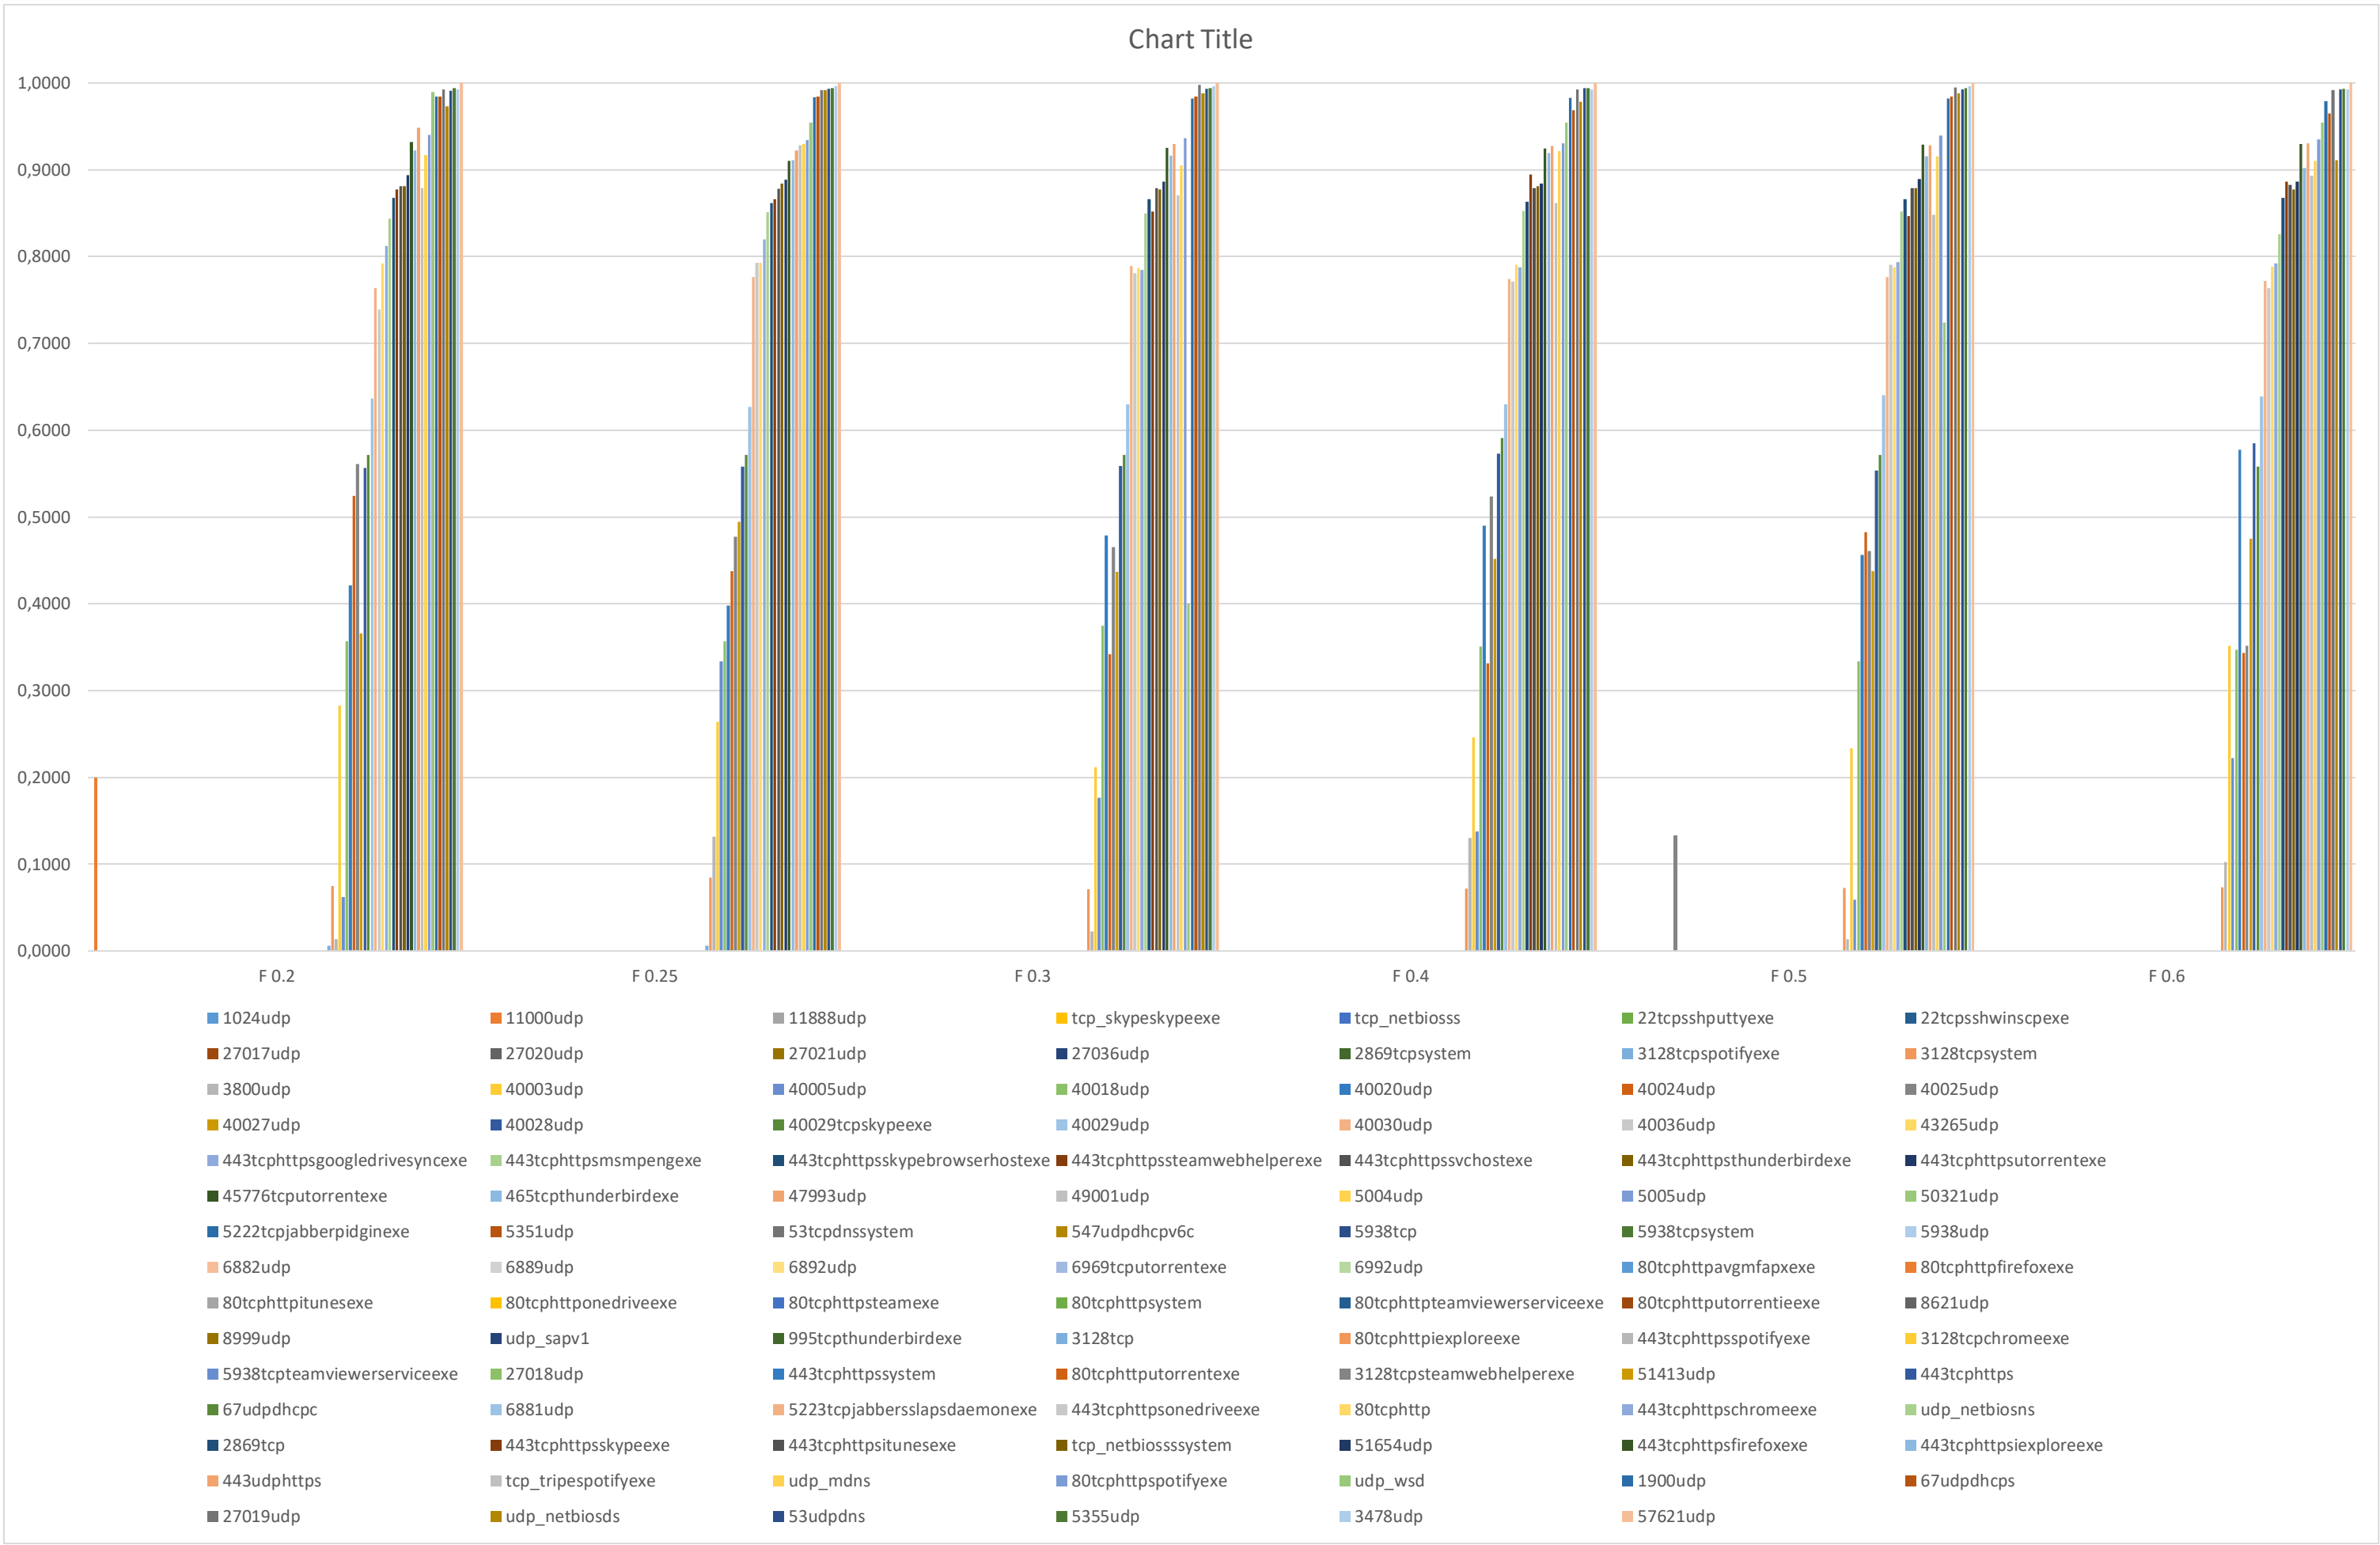 Chart Title
1,0000
0,9000
0,8000
0,7000
0,6000
0,5000
0,4000
0,3000
0,2000
0,1000
0,0000
F 0.2 F 0.25 F 0.3 F 0.4 F 0.5 F 0.6
1024udp 11000udp 11888udp tcp_skypeskypeexe tcp_netbiosss 22tcpsshputtyexe 22tcpsshwinscpexe
27017udp 27020udp 27021udp 27036udp 2869tcpsystem 3128tcpspotifyexe 3128tcpsystem
3800udp 40003udp 40005udp 40018udp 40020udp 40024udp 40025udp
40027udp 40028udp 40029tcpskypeexe 40029udp 40030udp 40036udp 43265udp
443tcphttpsgoogledrivesyncexe 443tcphttpsmsmpengexe 443tcphttpsskypebrowserhostexe 443tcphttpssteamwebhelperexe 443tcphttpssvchostexe 443tcphttpsthunderbirdexe 443tcphttpsutorrentexe
45776tcputorrentexe 465tcpthunderbirdexe 47993udp 49001udp 5004udp 5005udp 50321udp
5222tcpjabberpidginexe 5351udp 53tcpdnssystem 547udpdhcpv6c 5938tcp 5938tcpsystem 5938udp
6882udp 6889udp 6892udp 6969tcputorrentexe 6992udp 80tcphttpavgmfapxexe 80tcphttpfirefoxexe
80tcphttpitunesexe 80tcphttponedriveexe 80tcphttpsteamexe 80tcphttpsystem 80tcphttpteamviewerserviceexe 80tcphttputorrentieexe 8621udp
8999udp udp_sapv1 995tcpthunderbirdexe 3128tcp 80tcphttpiexploreexe 443tcphttpsspotifyexe 3128tcpchromeexe
5938tcpteamviewerserviceexe 27018udp 443tcphttpssystem 80tcphttputorrentexe 3128tcpsteamwebhelperexe 51413udp 443tcphttps
67udpdhcpc 6881udp 5223tcpjabbersslapsdaemonexe 443tcphttpsonedriveexe 80tcphttp 443tcphttpschromeexe udp_netbiosns
2869tcp 443tcphttpsskypeexe 443tcphttpsitunesexe tcp_netbiossssystem 51654udp 443tcphttpsfirefoxexe 443tcphttpsiexploreexe
443udphttps tcp_tripespotifyexe udp_mdns 80tcphttpspotifyexe udp_wsd 1900udp 67udpdhcps
27019udp udp_netbiosds 53udpdns 5355udp 3478udp 57621udp